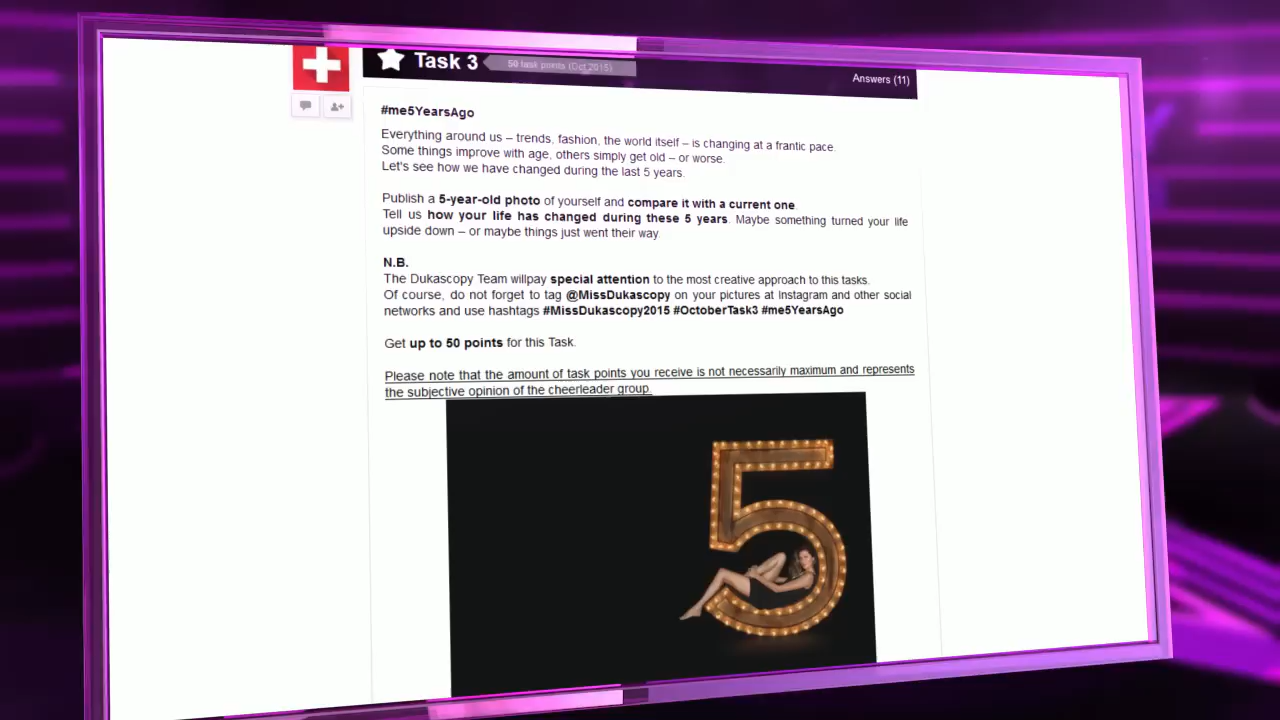 Task 3
50 task points (Oct 2015)
Answers (11)
#me5YearsAgo
Everything around us – trends, fashion, the world itself – is changing at a frantic pace.
Some things improve with age, others simply get old – or worse.
Let's see how we have changed during the last 5 years.
Publish a 5-year-old photo of yourself and compare it with a current one.
Tell us how your life has changed during these 5 years. Maybe something turned your life
upside down – or maybe things just went their way.
N.B.
The Dukascopy Team willpay special attention to the most creative approach to this tasks.
Of course, do not forget to tag @MissDukascopy on your pictures at Instagram and other social
networks and use hashtags #MissDukascopy2015 #OctoberTask3 #me5YearsAgo
Get up to 50 points for this Task.
Please note that the amount of task points you receive is not necessarily maximum and represents
the subjective opinion of the cheerleader group.
5